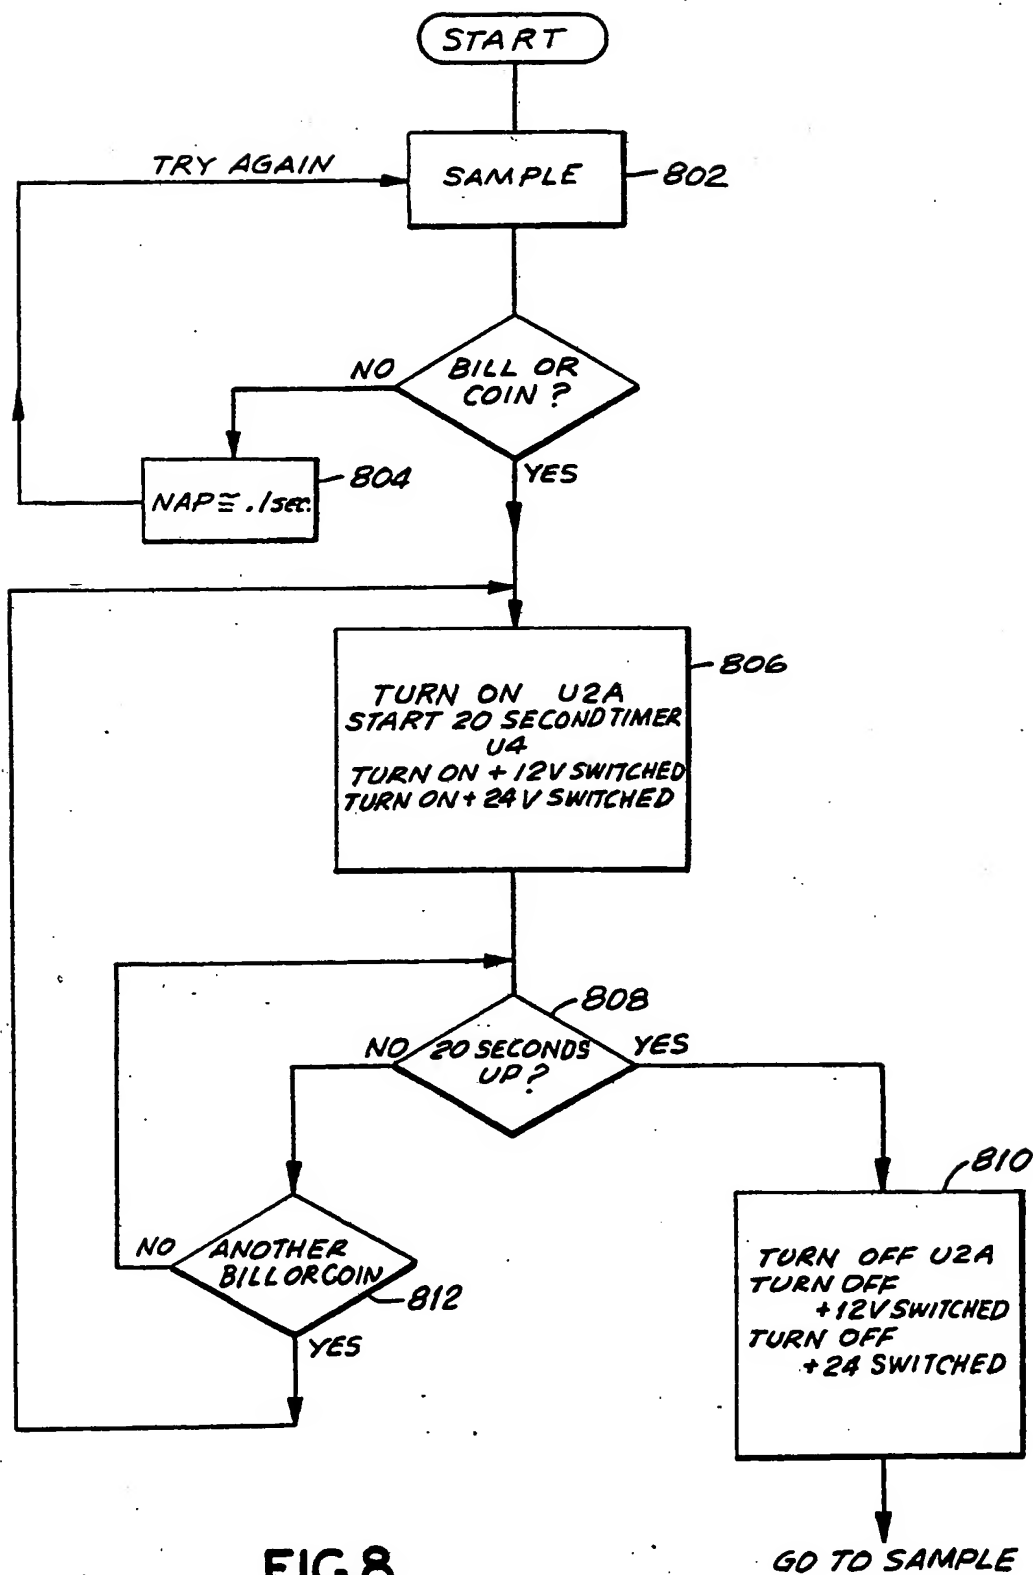 START
TRY AGAIN
SAMPLE
802
NO
BILL OR
COIN ?
804
NAP ≅ .1 sec.
YES
806
TURN ON U2A
START 20 SECOND TIMER
U4
TURN ON + 12V SWITCHED
TURN ON + 24V SWITCHED
808
NO
20 SECONDS
UP ?
YES
810
NO
ANOTHER
BILL OR COIN
812
YES
TURN OFF U2A
TURN OFF
+12V SWITCHED
TURN OFF
+24 SWITCHED
FIG.8
GO TO SAMPLE